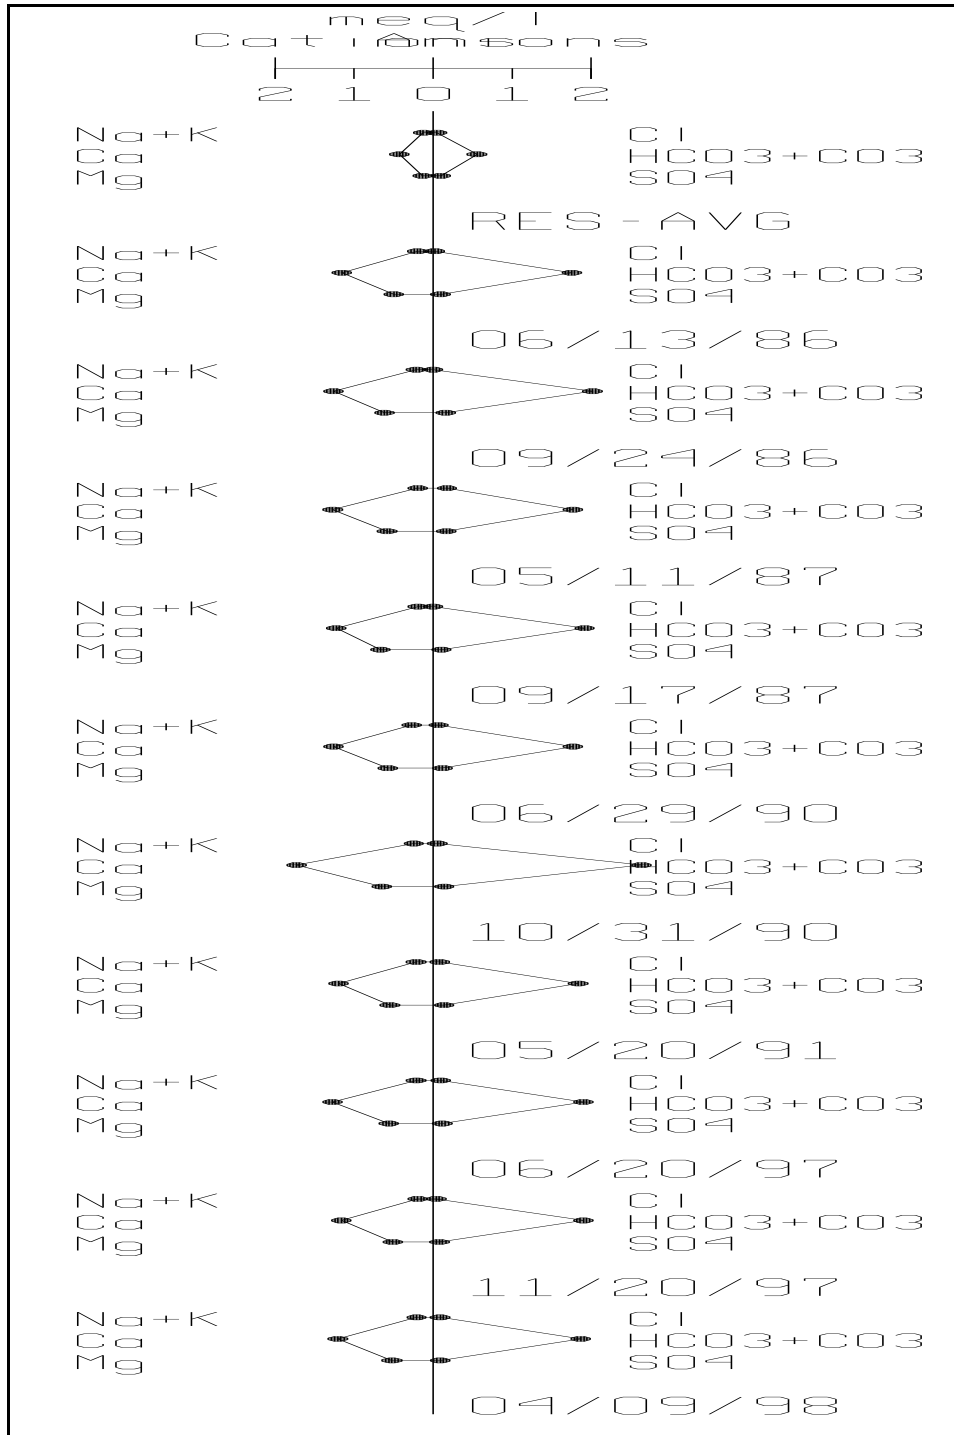 meq/l
Cations Anions
2 1 0 1 2
Na+K Cl
Ca HCO3+CO3
Mg SO4
RES-AVG
Na+K Cl
Ca HCO3+CO3
Mg SO4
06/13/86
Na+K Cl
Ca HCO3+CO3
Mg SO4
09/24/86
Na+K Cl
Ca HCO3+CO3
Mg SO4
05/11/87
Na+K Cl
Ca HCO3+CO3
Mg SO4
09/17/87
Na+K Cl
Ca HCO3+CO3
Mg SO4
06/29/90
Na+K Cl
Ca HCO3+CO3
Mg SO4
10/31/90
Na+K Cl
Ca HCO3+CO3
Mg SO4
05/20/91
Na+K Cl
Ca HCO3+CO3
Mg SO4
06/20/97
Na+K Cl
Ca HCO3+CO3
Mg SO4
11/20/97
Na+K Cl
Ca HCO3+CO3
Mg SO4
04/09/98